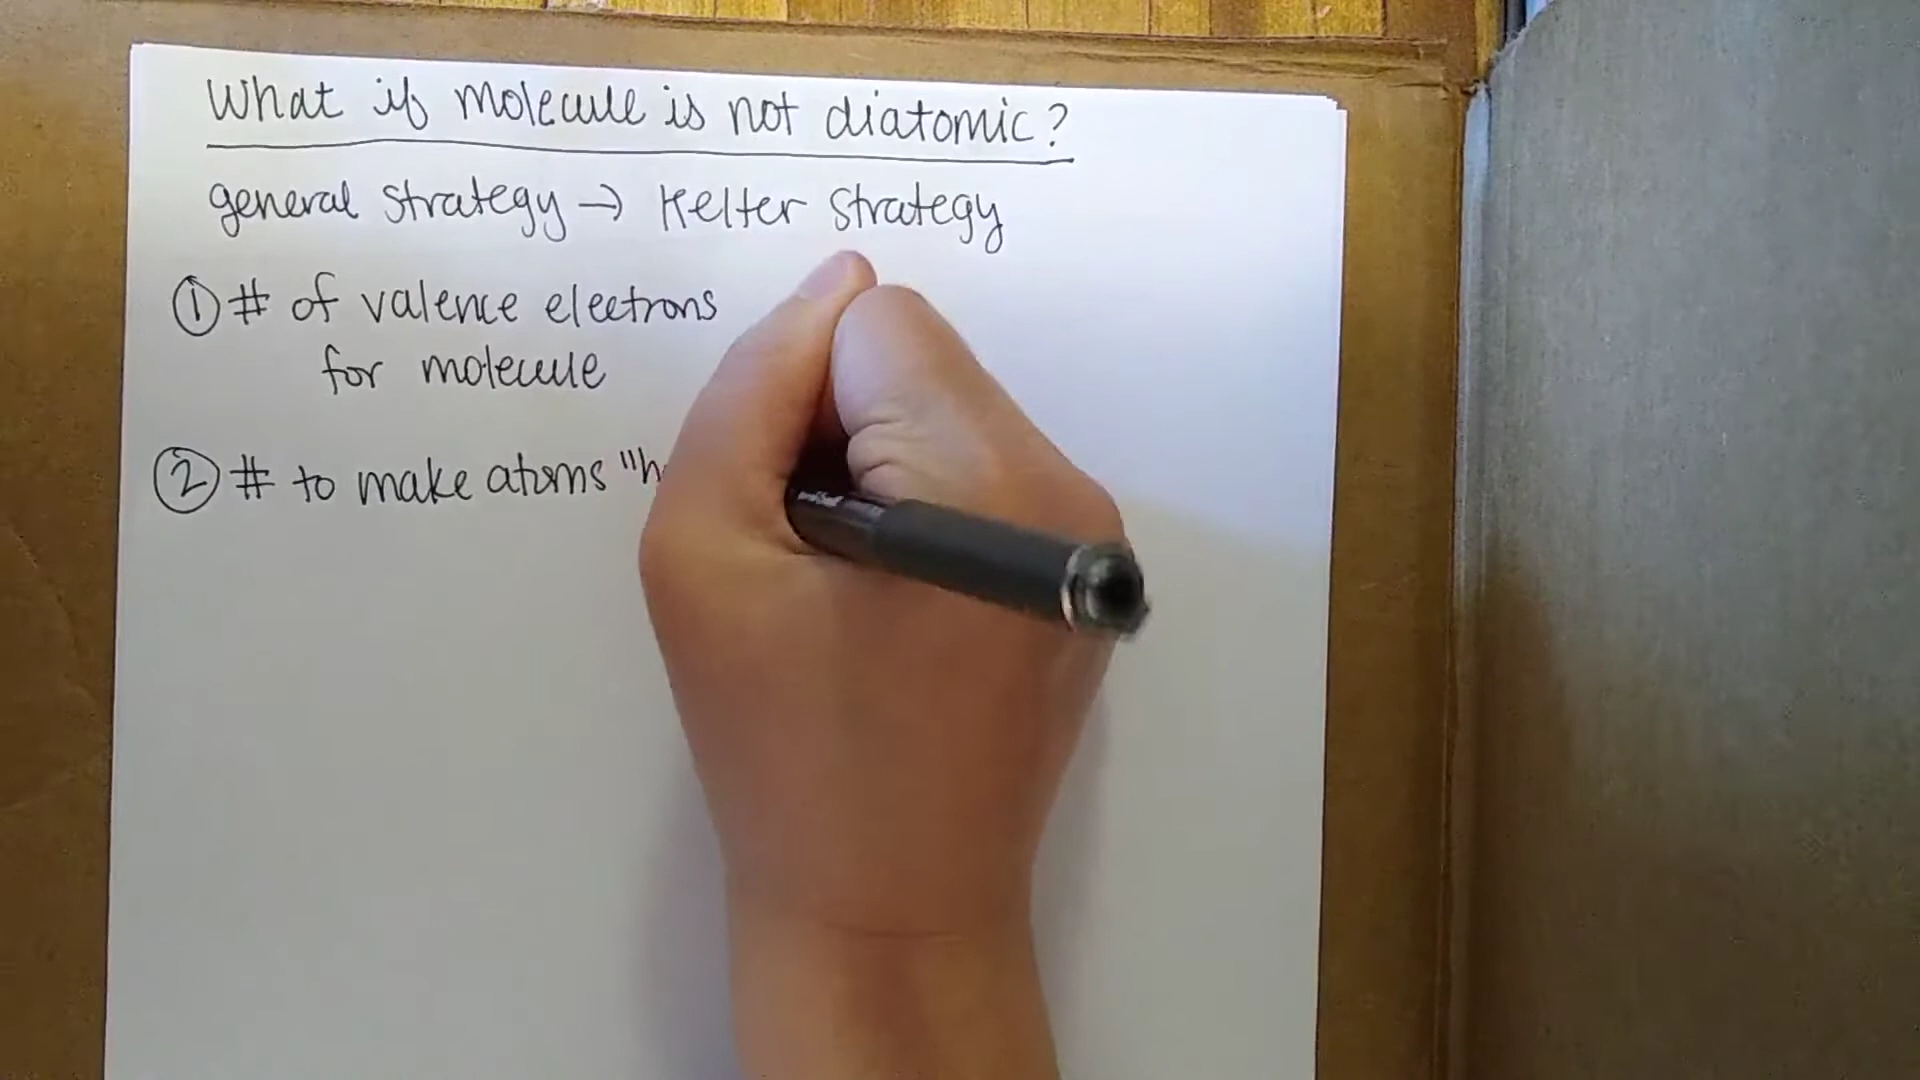 What if molecule is not diatomic?
general strategy → Kelter strategy
① # of valence electrons
for molecule
② # to make atoms "h